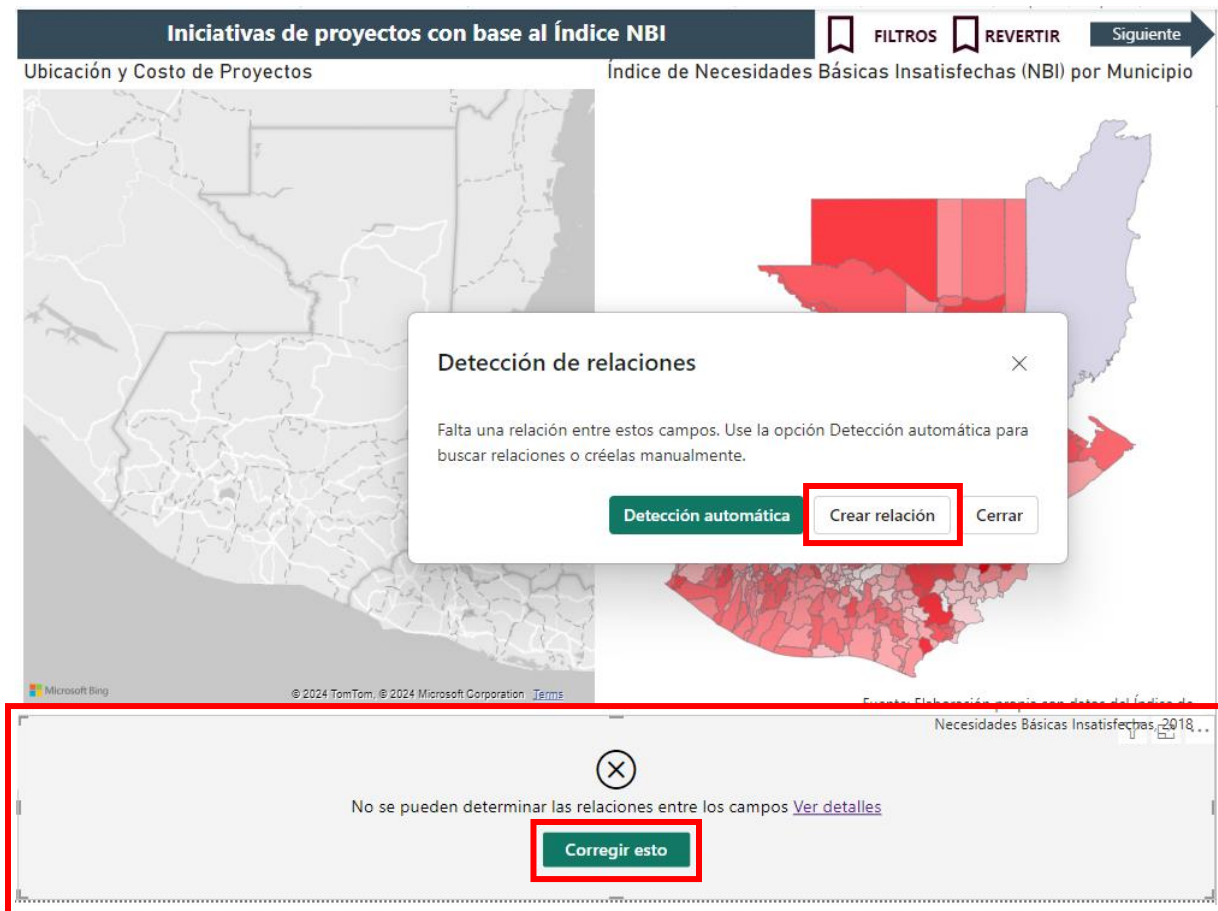 Iniciativas de proyectos con base al Índice NBI
FILTROS
REVERTIR
Siguiente
Ubicación y Costo de Proyectos
Índice de Necesidades Básicas Insatisfechas (NBI) por Municipio
Detección de relaciones
Falta una relación entre estos campos. Use la opción Detección automática para
buscar relaciones o créelas manualmente.
Detección automática
Crear relación
Cerrar
Microsoft Bing
© 2024 TomTom, © 2024 Microsoft Corporation Terms
Fuente: Elaboración propia con datos del Índice de
Necesidades Básicas Insatisfechas, 2018
No se pueden determinar las relaciones entre los campos Ver detalles
Corregir esto